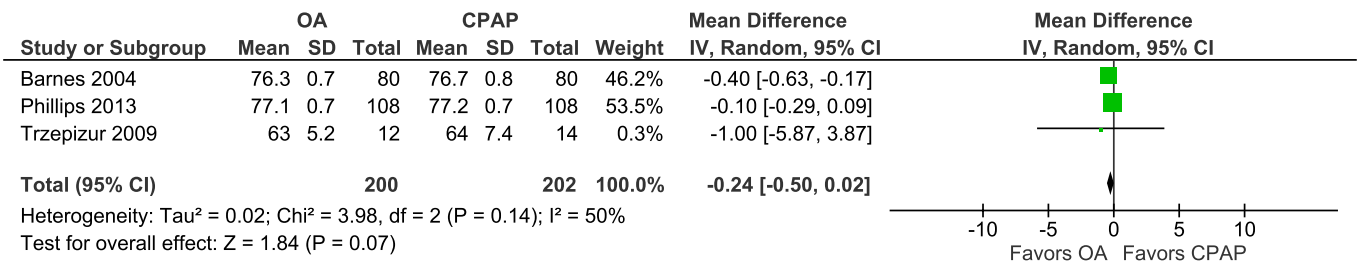 OA CPAP Mean Difference Mean Difference
Study or Subgroup Mean SD Total Mean SD Total Weight IV, Random, 95% CI IV, Random, 95% CI
Barnes 2004 76.3 0.7 80 76.7 0.8 80 46.2% -0.40 [-0.63, -0.17]
Phillips 2013 77.1 0.7 108 77.2 0.7 108 53.5% -0.10 [-0.29, 0.09]
Trzepizur 2009 63 5.2 12 64 7.4 14 0.3% -1.00 [-5.87, 3.87]
Total (95% CI) 200 202 100.0% -0.24 [-0.50, 0.02]
Heterogeneity: Tau² = 0.02; Chi² = 3.98, df = 2 (P = 0.14); I² = 50%
Test for overall effect: Z = 1.84 (P = 0.07)
-10 -5 0 5 10
Favors OA Favors CPAP